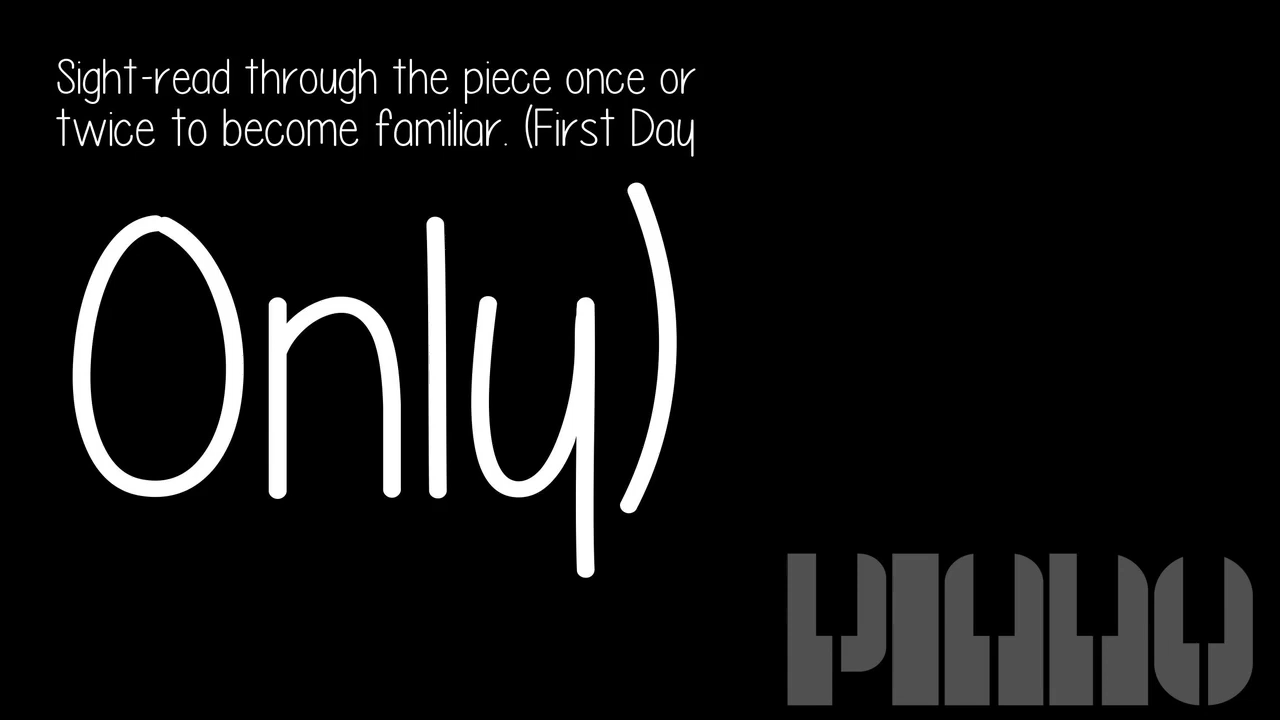 Sight-read through the piece once or
twice to become familiar. (First Day
Only)
PIANO